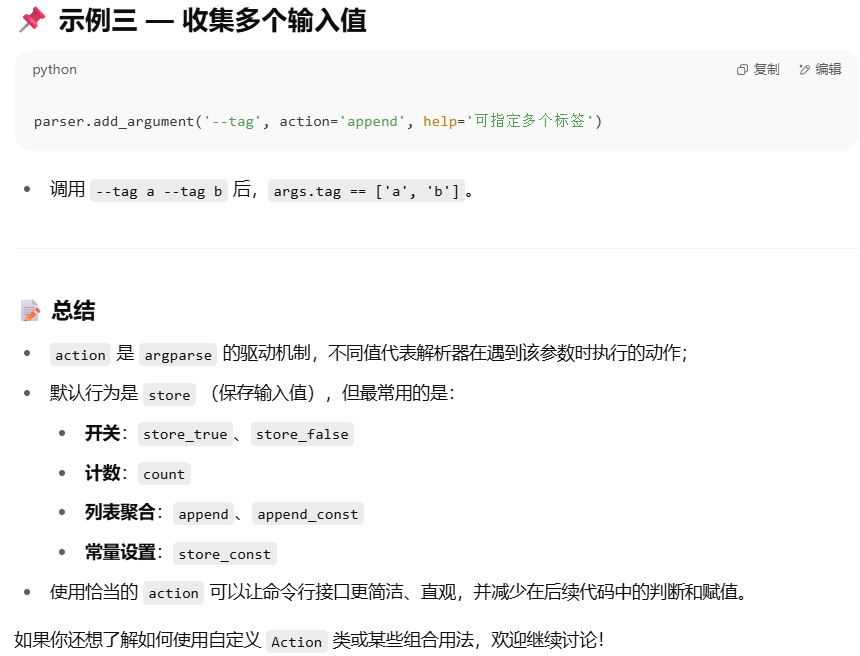 📌 示例三 — 收集多个输入值
python
复制 编辑
parser.add_argument('--tag', action='append', help='可指定多个标签')
• 调用 --tag a --tag b 后，args.tag == ['a', 'b']。
📝 总结
• action 是 argparse 的驱动机制，不同值代表解析器在遇到该参数时执行的动作；
• 默认行为是 store （保存输入值），但最常用的是：
• 开关：store_true、store_false
• 计数：count
• 列表聚合：append、append_const
• 常量设置：store_const
• 使用恰当的 action 可以让命令行接口更简洁、直观，并减少在后续代码中的判断和赋值。
如果你还想了解如何使用自定义 Action 类或某些组合用法，欢迎继续讨论！